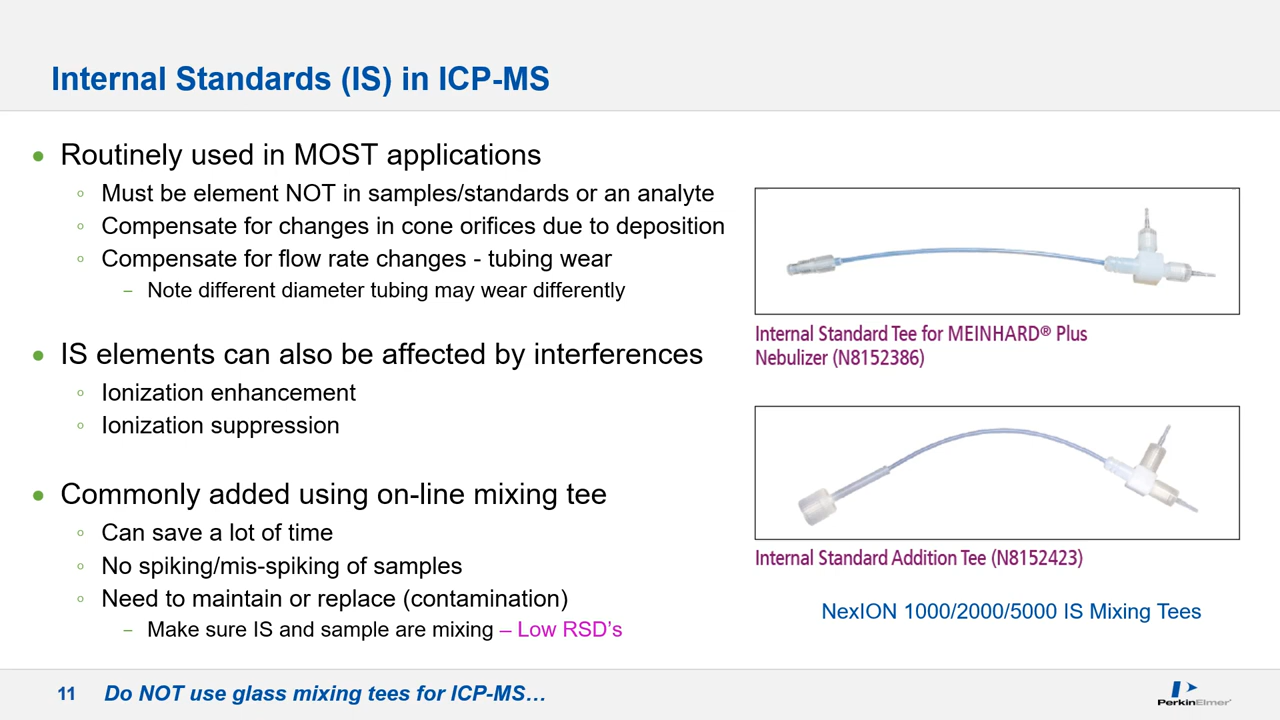 Internal Standards (IS) in ICP-MS
• Routinely used in MOST applications
◦ Must be element NOT in samples/standards or an analyte
◦ Compensate for changes in cone orifices due to deposition
◦ Compensate for flow rate changes - tubing wear
– Note different diameter tubing may wear differently
• IS elements can also be affected by interferences
◦ Ionization enhancement
◦ Ionization suppression
• Commonly added using on-line mixing tee
◦ Can save a lot of time
◦ No spiking/mis-spiking of samples
◦ Need to maintain or replace (contamination)
– Make sure IS and sample are mixing – Low RSD's
Internal Standard Tee for MEINHARD® Plus
Nebulizer (N8152386)
Internal Standard Addition Tee (N8152423)
NexION 1000/2000/5000 IS Mixing Tees
11 Do NOT use glass mixing tees for ICP-MS…
PerkinElmer